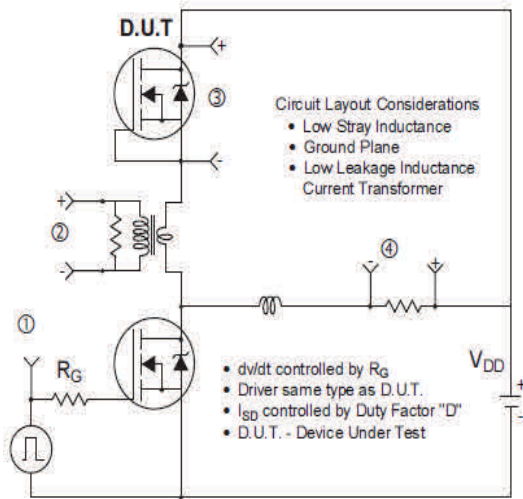 D.U.T
+
③
-
Circuit Layout Considerations
• Low Stray Inductance
• Ground Plane
• Low Leakage Inductance
Current Transformer
+
②
-
④
- +
①
RG
• dv/dt controlled by RG
• Driver same type as D.U.T.
• ISD controlled by Duty Factor "D"
• D.U.T. - Device Under Test
VDD
+
-